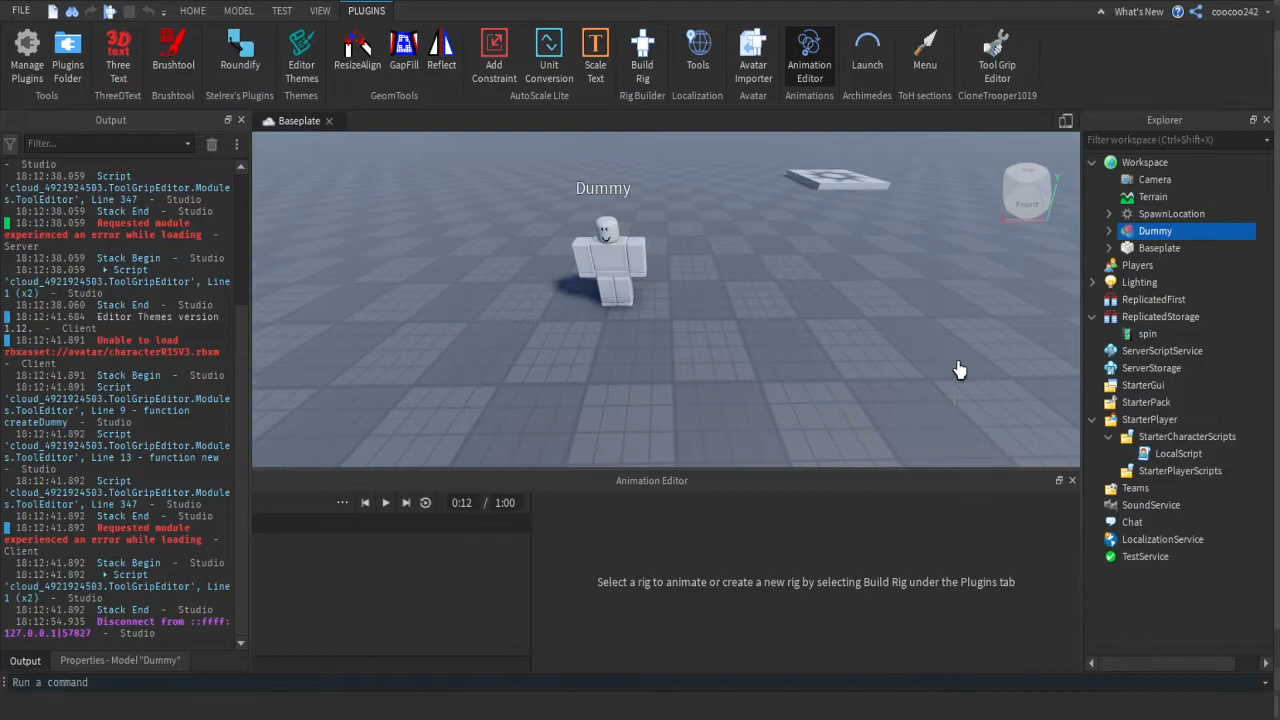 FILE HOME MODEL TEST VIEW PLUGINS What's New coocoo242
Manage Plugins
Plugins Folder
Three Text
Brushtool
Roundify
Editor Themes
ResizeAlign
GapFill
Reflect
Add Constraint
Unit Conversion
Scale Text
Build Rig
Tools
Avatar Importer
Animation Editor
Launch
Menu
Tool Grip Editor
3D text
Tools ThreeDText Brushtool Stelrex's Plugins Themes GeomTools AutoScale Lite Rig Builder Localization Avatar Animations Archimedes ToH sections CloneTrooper1019
Output
Filter...
- Studio
18:12:38.059 Script
'cloud_4921924503.ToolGripEditor.Module
s.ToolEditor', Line 347 - Studio
18:12:38.059 Stack End - Studio
18:12:38.059 Requested module
experienced an error while loading -
Server
18:12:38.059 Stack Begin - Studio
18:12:38.059 Script
'cloud_4921924503.ToolGripEditor', Line
1 (x2) - Studio
18:12:38.060 Stack End - Studio
18:12:41.684 Editor Themes version
1.12. - Client
18:12:41.891 Unable to load
rbxasset://avatar/characterR15V3.rbxm
- Client
18:12:41.891 Stack Begin - Studio
18:12:41.891 Script
'cloud_4921924503.ToolGripEditor.Module
s.ToolEditor', Line 9 - function
createDummy - Studio
18:12:41.892 Script
'cloud_4921924503.ToolGripEditor.Module
s.ToolEditor', Line 13 - function new
- Studio
18:12:41.892 Script
'cloud_4921924503.ToolGripEditor.Module
s.ToolEditor', Line 347 - Studio
18:12:41.892 Stack End - Studio
18:12:41.892 Requested module
experienced an error while loading -
Client
18:12:41.892 Stack Begin - Studio
18:12:41.892 Script
'cloud_4921924503.ToolGripEditor', Line
1 (x2) - Studio
18:12:41.892 Stack End - Studio
18:12:54.935 Disconnect from ::ffff:
127.0.0.1|57827 - Studio
Output Properties - Model "Dummy"
Run a command
Baseplate
Dummy
Front
Y
Animation Editor
0:12 / 1:00
Select a rig to animate or create a new rig by selecting Build Rig under the Plugins tab
Explorer
Filter workspace (Ctrl+Shift+X)
Workspace
Camera
Terrain
SpawnLocation
Dummy
Baseplate
Players
Lighting
ReplicatedFirst
ReplicatedStorage
spin
ServerScriptService
ServerStorage
StarterGui
StarterPack
StarterPlayer
StarterCharacterScripts
LocalScript
StarterPlayerScripts
Teams
SoundService
Chat
LocalizationService
TestService